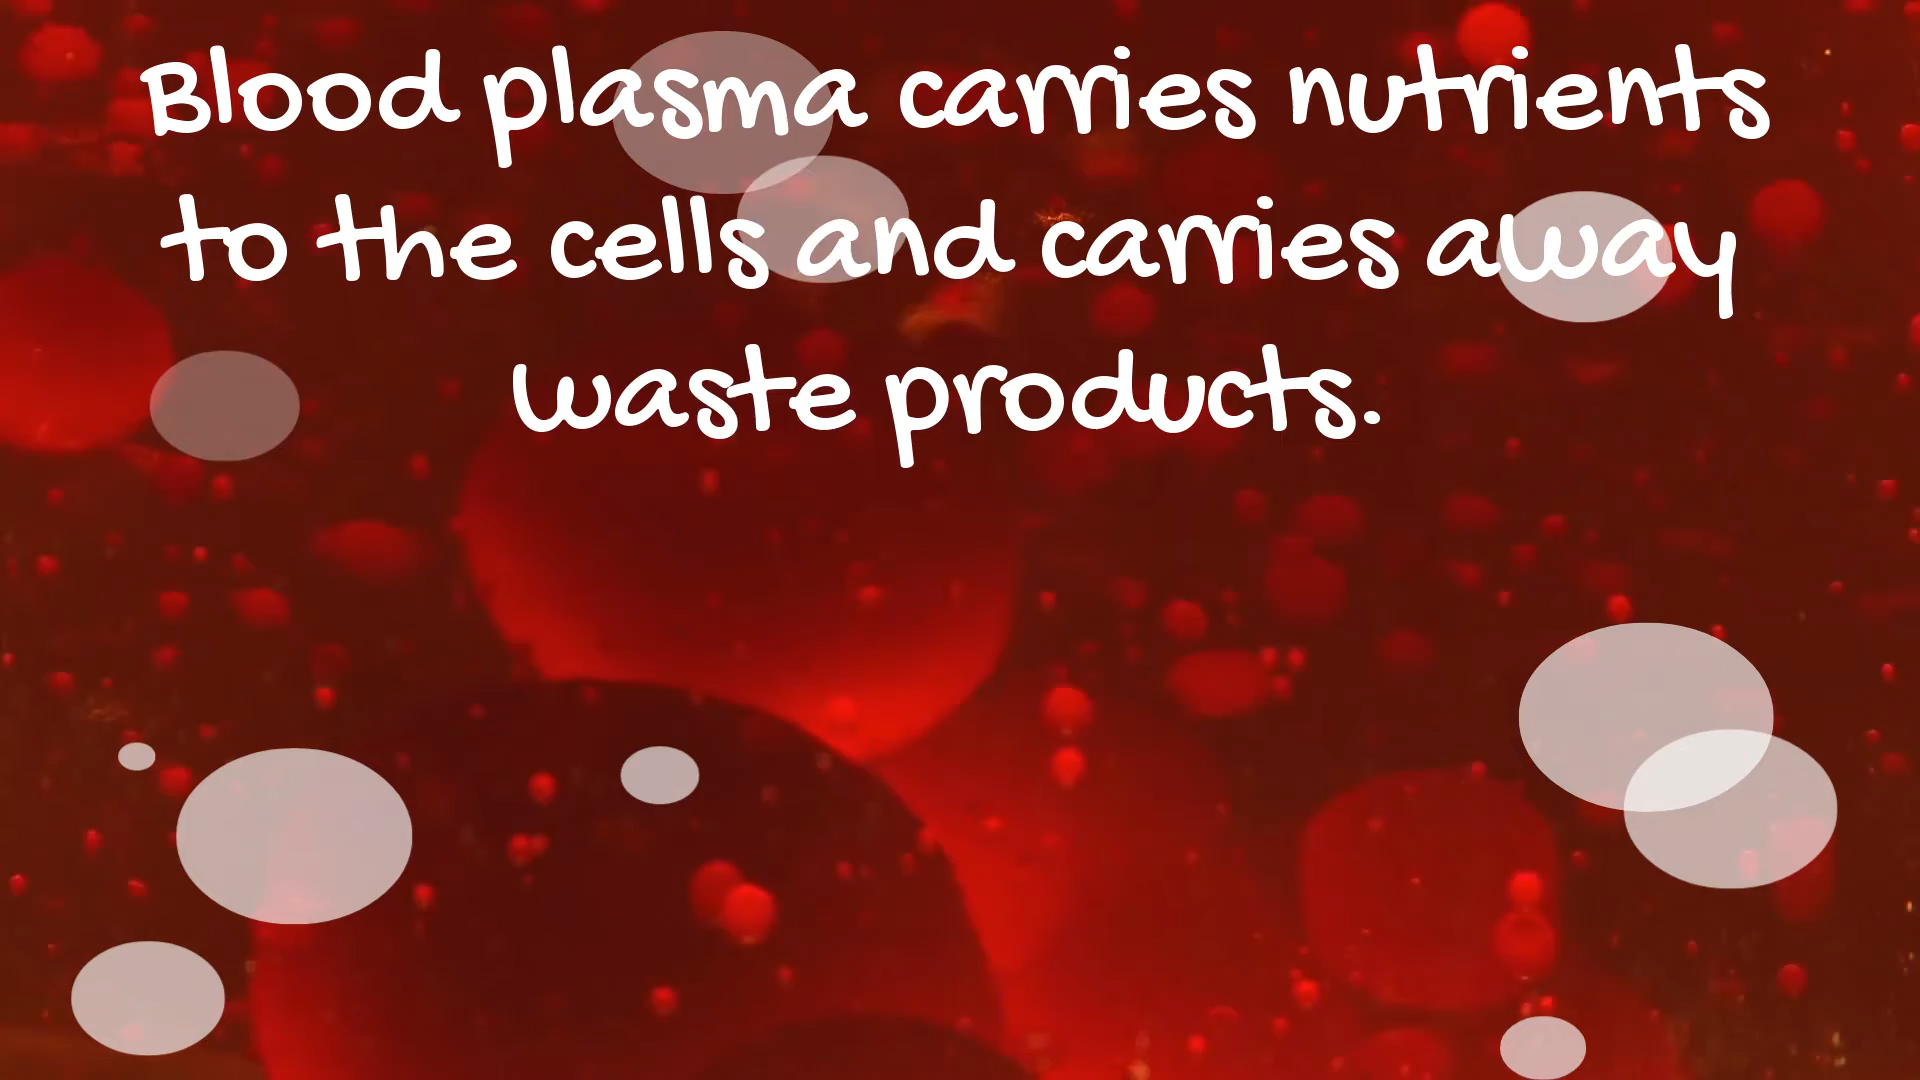 Blood plasma carries nutrients
to the cells and carries away
waste products.